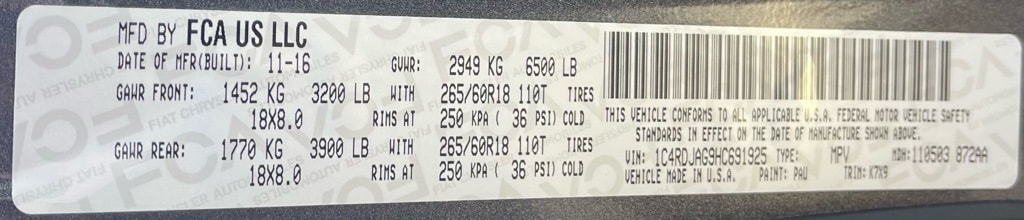 MFD BY FCA US LLC
DATE OF MFR(BUILT): 11-16 GVWR: 2949 KG 6500 LB
GAWR FRONT: 1452 KG 3200 LB WITH 265/60R18 110T TIRES
18X8.0 RIMS AT 250 KPA ( 36 PSI) COLD
GAWR REAR: 1770 KG 3900 LB WITH 265/60R18 110T TIRES
18X8.0 RIMS AT 250 KPA ( 36 PSI) COLD
THIS VEHICLE CONFORMS TO ALL APPLICABLE U.S.A. FEDERAL MOTOR VEHICLE SAFETY
STANDARDS IN EFFECT ON THE DATE OF MANUFACTURE SHOWN ABOVE.
VIN: 1C4RDJAG9HC691925 TYPE: MPV MDH: 110503 872AA
VEHICLE MADE IN U.S.A. PAINT: PAU TRIM: K7X9